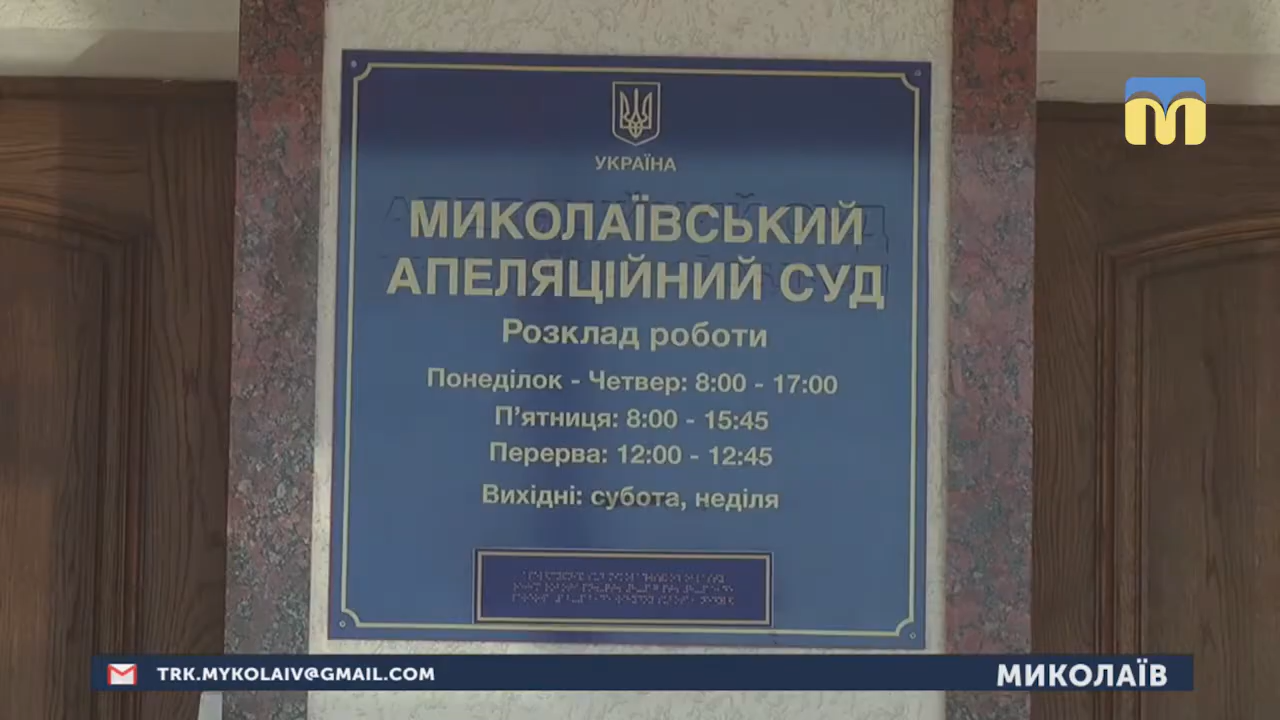 УКРАЇНА
МИКОЛАЇВСЬКИЙ
АПЕЛЯЦІЙНИЙ СУД
Розклад роботи
Понеділок - Четвер: 8:00 - 17:00
П'ятниця: 8:00 - 15:45
Перерва: 12:00 - 12:45
Вихідні: субота, неділя
TRK.MYKOLAIV@GMAIL.COM
МИКОЛАЇВ